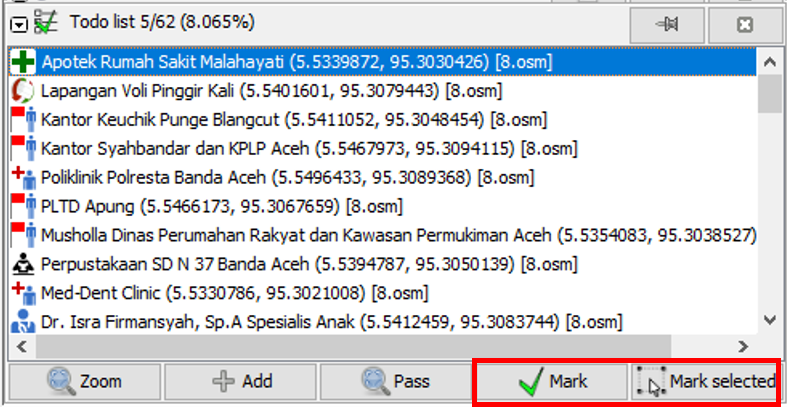 Todo list 5/62 (8.065%)
Apotek Rumah Sakit Malahayati (5.5339872, 95.3030426) [8.osm]
Lapangan Voli Pinggir Kali (5.5401601, 95.3079443) [8.osm]
Kantor Keuchik Punge Blangcut (5.5411052, 95.3048454) [8.osm]
Kantor Syahbandar dan KPLP Aceh (5.5467973, 95.3094115) [8.osm]
Poliklinik Polresta Banda Aceh (5.5496433, 95.3089368) [8.osm]
PLTD Apung (5.5466173, 95.3067659) [8.osm]
Musholla Dinas Perumahan Rakyat dan Kawasan Permukiman Aceh (5.5354083, 95.3038527)
Perpustakaan SD N 37 Banda Aceh (5.5394787, 95.3050139) [8.osm]
Med-Dent Clinic (5.5330786, 95.3021008) [8.osm]
Dr. Isra Firmansyah, Sp.A Spesialis Anak (5.5412459, 95.3083744) [8.osm]
Zoom Add Pass Mark Mark selected